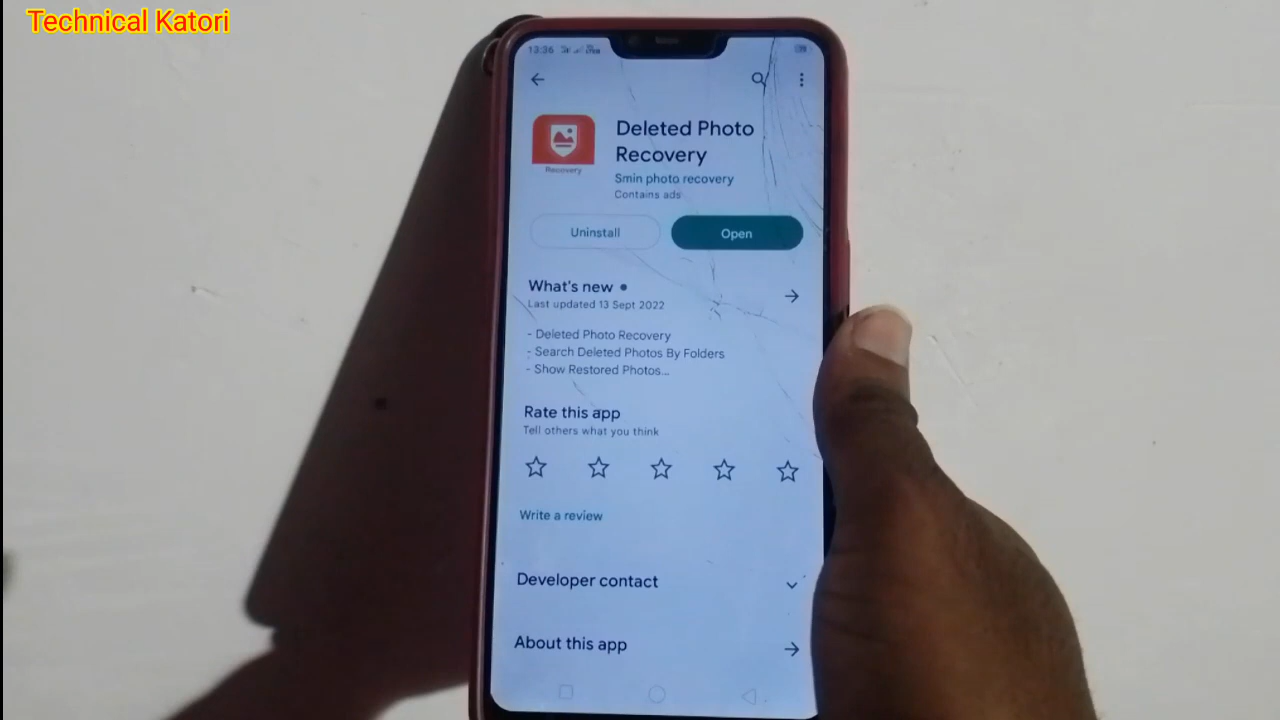 Technical Katori
13:36
Deleted Photo
Recovery
Recovery
Smin photo recovery
Contains ads
Uninstall
Open
What's new
Last updated 13 Sept 2022
- Deleted Photo Recovery
- Search Deleted Photos By Folders
- Show Restored Photos...
Rate this app
Tell others what you think
Write a review
Developer contact
About this app